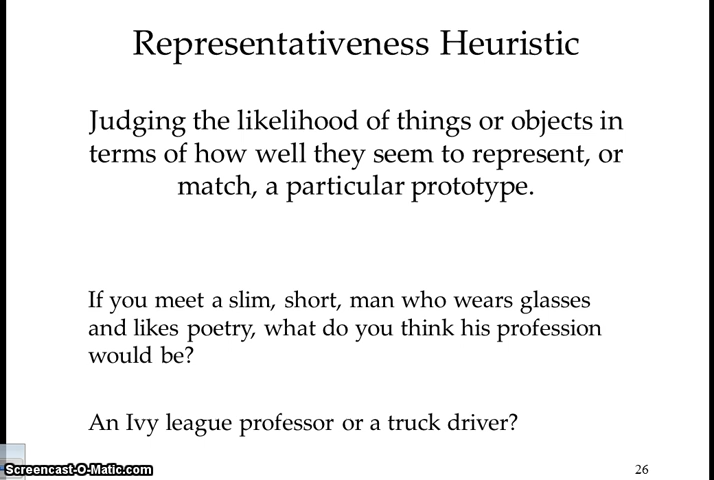 Representativeness Heuristic
Judging the likelihood of things or objects in
terms of how well they seem to represent, or
match, a particular prototype.
If you meet a slim, short, man who wears glasses
and likes poetry, what do you think his profession
would be?
An Ivy league professor or a truck driver?
Screencast-O-Matic.com
26